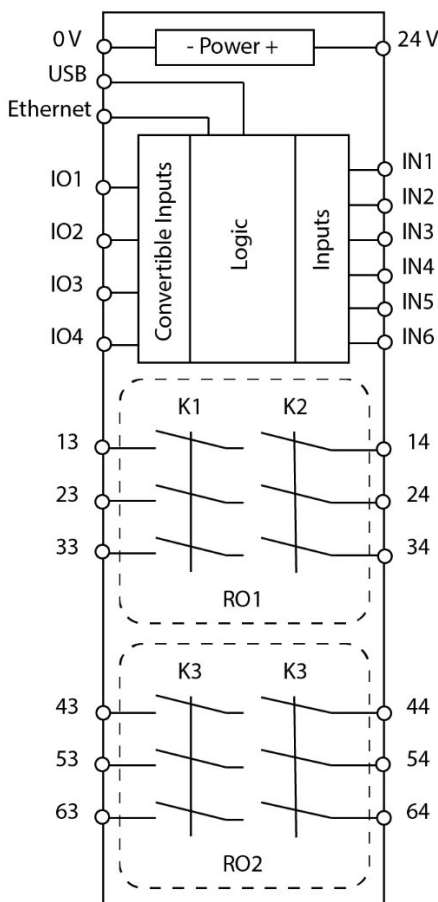 0 V
- Power +
24 V
USB
Ethernet
IO1
IO2
IO3
IO4
Convertible Inputs
Logic
Inputs
IN1
IN2
IN3
IN4
IN5
IN6
K1 K2
13 14
23 24
33 34
RO1
K3 K3
43 44
53 54
63 64
RO2